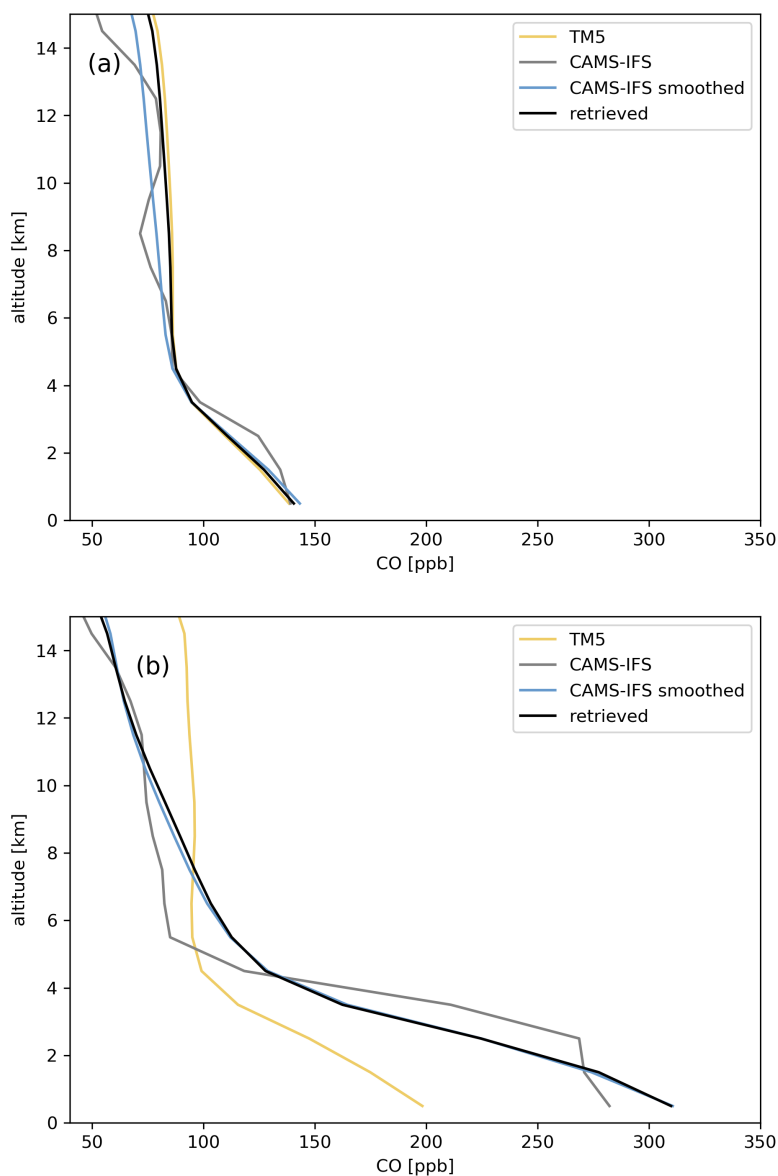 (a)
TM5
CAMS-IFS
CAMS-IFS smoothed
retrieved
14
12
10
8
6
4
2
0
altitude [km]
50 100 150 200 250 300 350
CO [ppb]
(b)
TM5
CAMS-IFS
CAMS-IFS smoothed
retrieved
14
12
10
8
6
4
2
0
altitude [km]
50 100 150 200 250 300 350
CO [ppb]